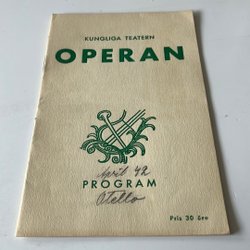 KUNGLIGA TEATERN
OPERAN
April 42
PROGRAM
Otello
Pris 30 öre